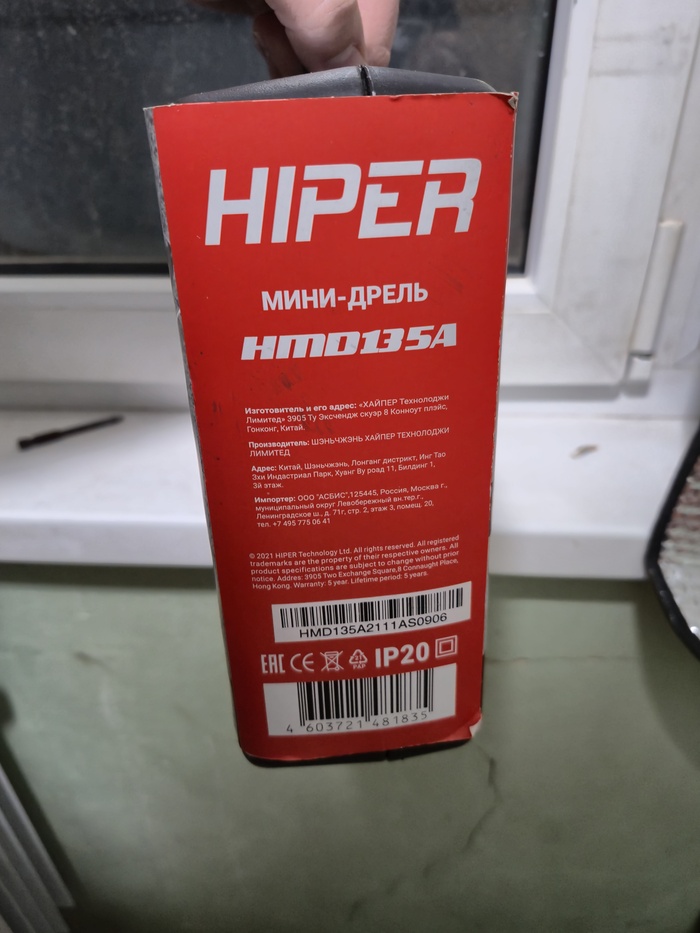 HIPER
МИНИ-ДРЕЛЬ
HMD135A
Изготовитель и его адрес: «ХАЙПЕР Технолоджи
Лимитед» 3905 Ту Эксчендж скуэр 8 Конноут плэйс,
Гонконг, Китай.
Производитель: ШЭНЬЧЖЭНЬ ХАЙПЕР ТЕХНОЛОДЖИ
ЛИМИТЕД
Адрес: Китай, Шэньчжэнь, Лонганг дистрикт, Инг Тао
Зхи Индастриал Парк, Хуанг Ву роад 11, Билдинг 1,
3й этаж.
Импортер: ООО "АСБИС",125445, Россия, Москва г.,
муниципальный округ Левобережный вн.тер.г.,
Ленинградское ш., д. 71г, стр. 2, этаж 3, помещ. 20,
тел. +7 495 775 06 41
© 2021 HIPER Technology Ltd. All rights reserved. All registered
trademarks are the property of their respective owners. All
product specifications are subject to change without prior
notice. Addres: 3905 Two Exchange Square,8 Connaught Place,
Hong Kong. Warranty: 5 year. Lifetime period: 5 years.
HMD135A2111AS0906
EAC CE 21 PAP IP20
4 603721 481835